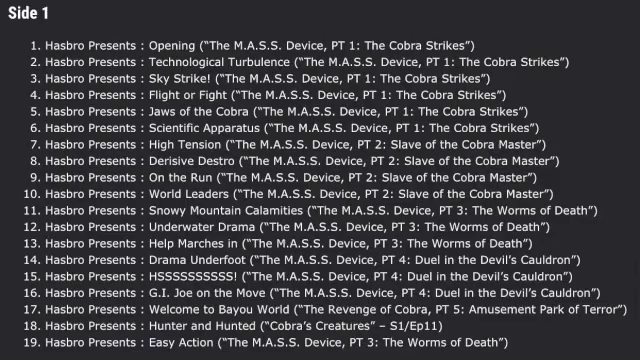 Side 1
1. Hasbro Presents : Opening (“The M.A.S.S. Device, PT 1: The Cobra Strikes”)
2. Hasbro Presents : Technological Turbulence (“The M.A.S.S. Device, PT 1: The Cobra Strikes”)
3. Hasbro Presents : Sky Strike! (“The M.A.S.S. Device, PT 1: The Cobra Strikes”)
4. Hasbro Presents : Flight or Fight (“The M.A.S.S. Device, PT 1: The Cobra Strikes”)
5. Hasbro Presents : Jaws of the Cobra (“The M.A.S.S. Device, PT 1: The Cobra Strikes”)
6. Hasbro Presents : Scientific Apparatus (“The M.A.S.S. Device, PT 1: The Cobra Strikes”)
7. Hasbro Presents : High Tension (“The M.A.S.S. Device, PT 2: Slave of the Cobra Master”)
8. Hasbro Presents : Derisive Destro (“The M.A.S.S. Device, PT 2: Slave of the Cobra Master”)
9. Hasbro Presents : On the Run (“The M.A.S.S. Device, PT 2: Slave of the Cobra Master”)
10. Hasbro Presents : World Leaders (“The M.A.S.S. Device, PT 2: Slave of the Cobra Master”)
11. Hasbro Presents : Snowy Mountain Calamities (“The M.A.S.S. Device, PT 3: The Worms of Death”)
12. Hasbro Presents : Underwater Drama (“The M.A.S.S. Device, PT 3: The Worms of Death”)
13. Hasbro Presents : Help Marches in (“The M.A.S.S. Device, PT 3: The Worms of Death”)
14. Hasbro Presents : Drama Underfoot (“The M.A.S.S. Device, PT 4: Duel in the Devil’s Cauldron)
15. Hasbro Presents : HSSSSSSSSSS! (“The M.A.S.S. Device, PT 4: Duel in the Devil’s Cauldron)
16. Hasbro Presents : G.I. Joe on the Move (“The M.A.S.S. Device, PT 4: Duel in the Devil’s Cauldron)
17. Hasbro Presents : Welcome to Bayou World (“The Revenge of Cobra, PT 5: Amusement Park of Terror”)
18. Hasbro Presents : Hunter and Hunted (“Cobra’s Creatures” – S1/Ep11)
19. Hasbro Presents : Easy Action (“The M.A.S.S. Device, PT 3: The Worms of Death”)